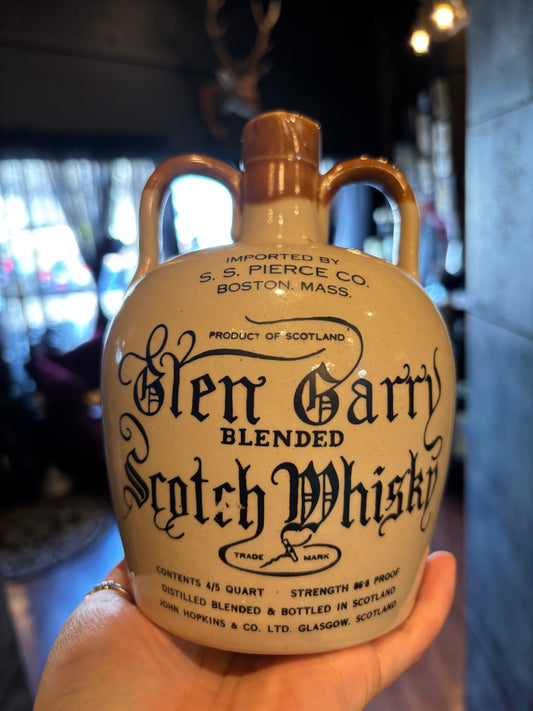 IMPORTED BY
S. S. PIERCE CO.
BOSTON, MASS.
PRODUCT OF SCOTLAND
Glen Garry
BLENDED
Scotch Whisky
TRADE MARK
CONTENTS 4/5 QUART STRENGTH 86·8 PROOF
DISTILLED BLENDED & BOTTLED IN SCOTLAND
JOHN HOPKINS & CO. LTD. GLASGOW, SCOTLAND